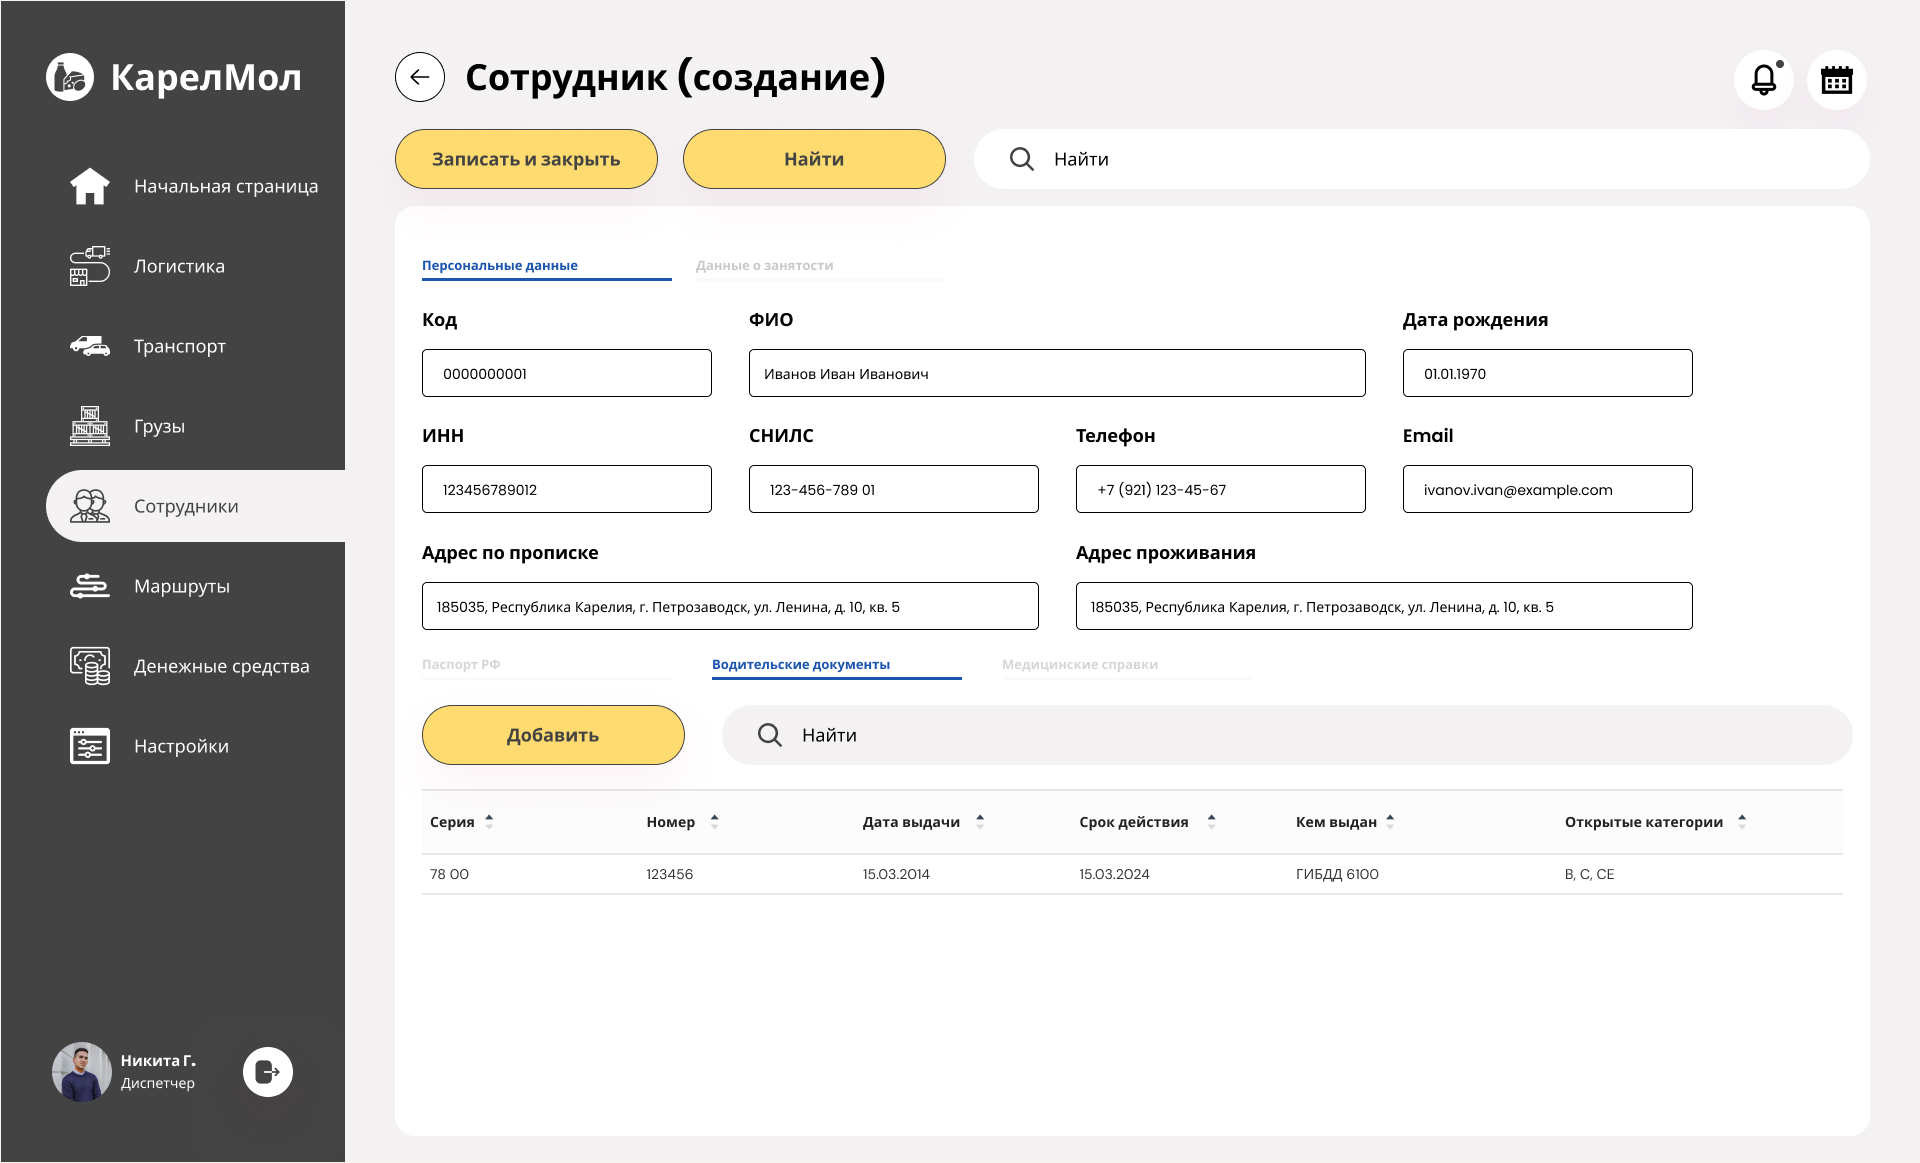 КарелМол
Начальная страница
Логистика
Транспорт
Грузы
Сотрудники
Маршруты
Денежные средства
Настройки
Никита Г.
Диспетчер
Сотрудник (создание)
Записать и закрыть
Найти
Найти
Персональные данные
Данные о занятости
Код
ФИО
Дата рождения
0000000001
Иванов Иван Иванович
01.01.1970
ИНН
СНИЛС
Телефон
Email
123456789012
123-456-789 01
+7 (921) 123-45-67
ivanov.ivan@example.com
Адрес по прописке
Адрес проживания
185035, Республика Карелия, г. Петрозаводск, ул. Ленина, д. 10, кв. 5
185035, Республика Карелия, г. Петрозаводск, ул. Ленина, д. 10, кв. 5
Паспорт РФ
Водительские документы
Медицинские справки
Добавить
Найти
Серия
Номер
Дата выдачи
Срок действия
Кем выдан
Открытые категории
78 00
123456
15.03.2014
15.03.2024
ГИБДД 6100
B, C, CE